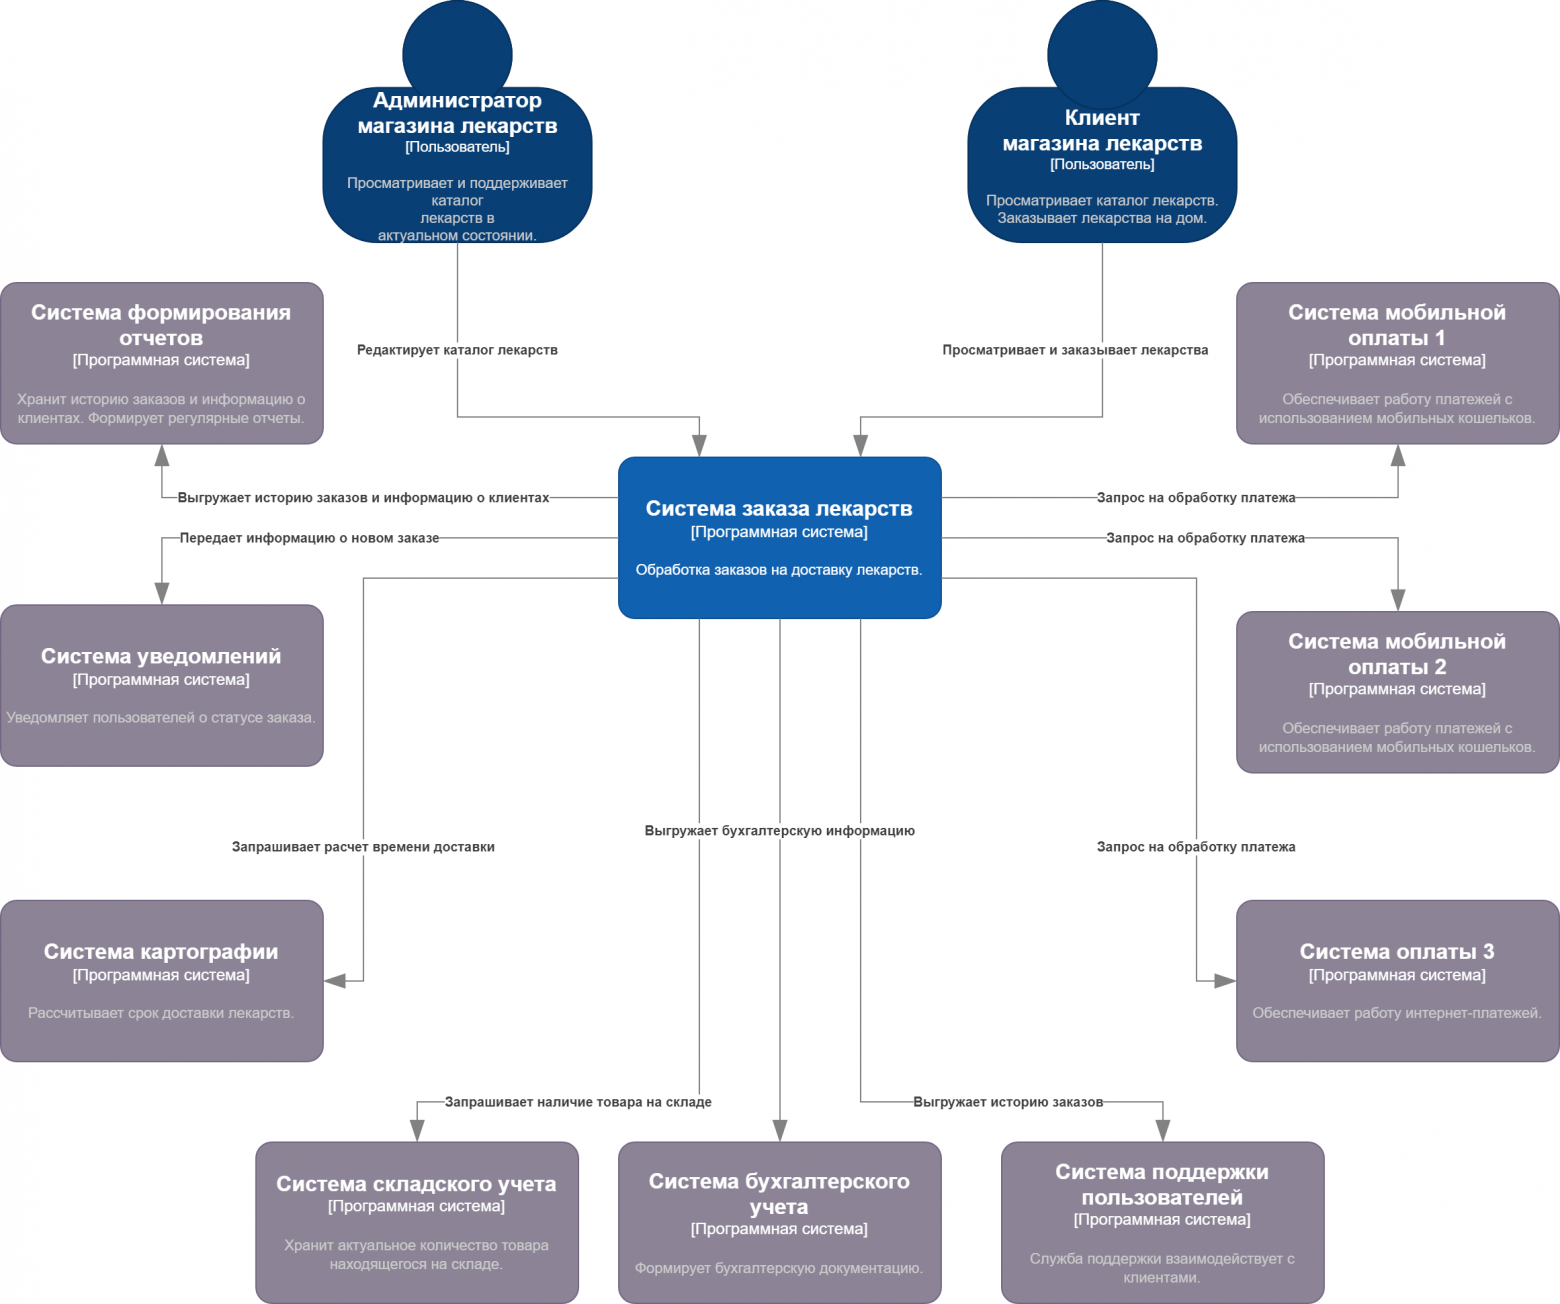 Администратор
магазина лекарств
[Пользователь]
Просматривает и поддерживает
каталог
лекарств в
актуальном состоянии.
Клиент
магазина лекарств
[Пользователь]
Просматривает каталог лекарств.
Заказывает лекарства на дом.
Система формирования
отчетов
[Программная система]
Хранит историю заказов и информацию о
клиентах. Формирует регулярные отчеты.
Редактирует каталог лекарств
Просматривает и заказывает лекарства
Система мобильной
оплаты 1
[Программная система]
Обеспечивает работу платежей с
использованием мобильных кошельков.
Выгружает историю заказов и информацию о клиентах
Передает информацию о новом заказе
Система заказа лекарств
[Программная система]
Обработка заказов на доставку лекарств.
Запрос на обработку платежа
Запрос на обработку платежа
Система уведомлений
[Программная система]
Уведомляет пользователей о статусе заказа.
Система мобильной
оплаты 2
[Программная система]
Обеспечивает работу платежей с
использованием мобильных кошельков.
Запрашивает расчет времени доставки
Выгружает бухгалтерскую информацию
Запрос на обработку платежа
Система картографии
[Программная система]
Рассчитывает срок доставки лекарств.
Система оплаты 3
[Программная система]
Обеспечивает работу интернет-платежей.
Запрашивает наличие товара на складе
Выгружает историю заказов
Система складского учета
[Программная система]
Хранит актуальное количество товара
находящегося на складе.
Система бухгалтерского
учета
[Программная система]
Формирует бухгалтерскую документацию.
Система поддержки
пользователей
[Программная система]
Служба поддержки взаимодействует с
клиентами.